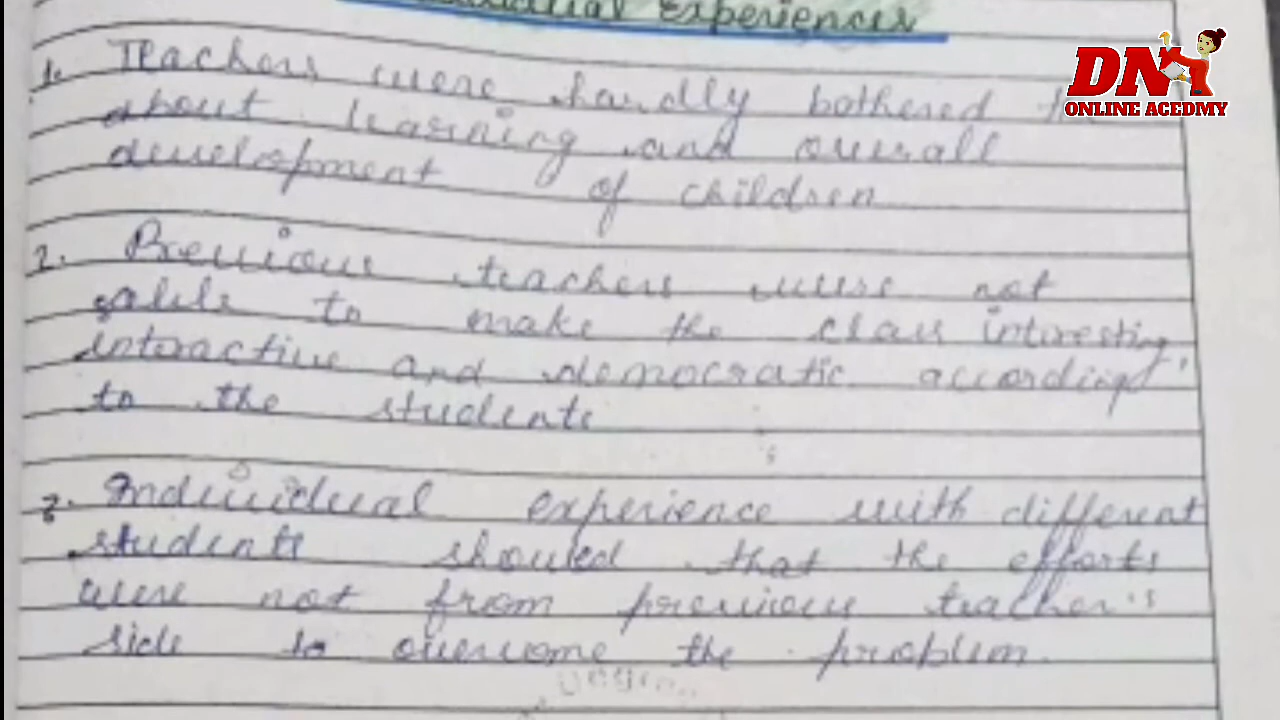 Individual Experiences
DN
ONLINE ACEDMY
1. Teachers were hardly bothered
about learning and overall
development of children
2. Previous teachers were not
able to make the class interesting,
interactive and democratic according
to the students
3. Individual experience with different
students showed that the efforts
were not from previous teacher's
side to overcome the problem.